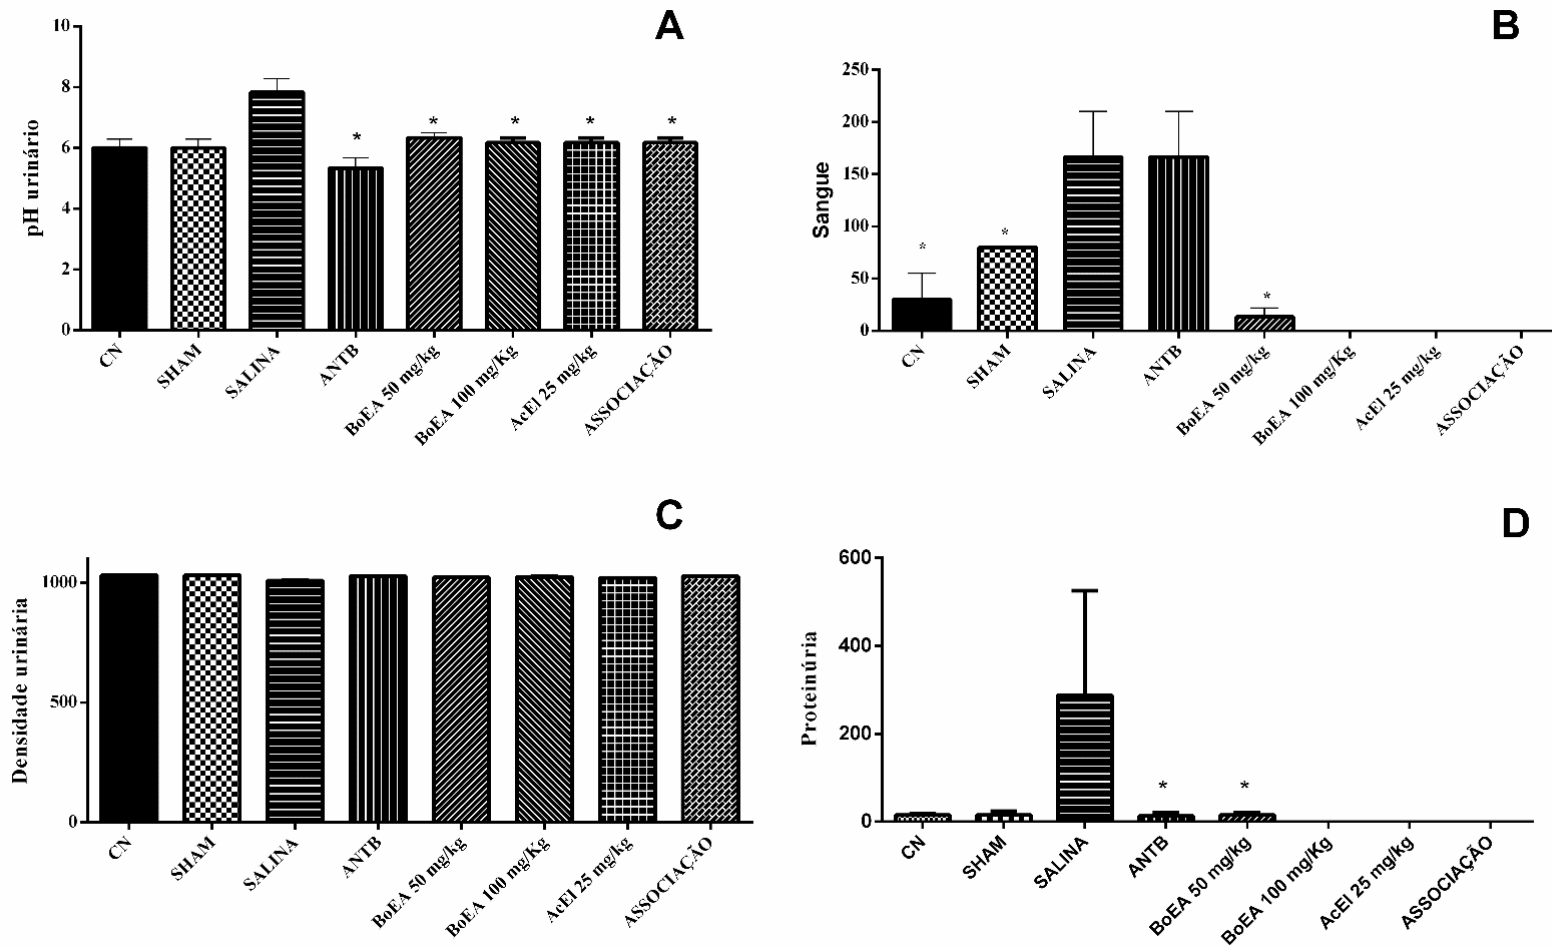 A
10
8
6
4
2
0
pH urinário
*
*
*
*
*
CN
SHAM
SALINA
ANTB
BoEA 50 mg/kg
BoEA 100 mg/Kg
AcEl 25 mg/kg
ASSOCIAÇÃO
B
250
200
150
100
50
0
Sangue
*
*
*
CN
SHAM
SALINA
ANTB
BoEA 50 mg/kg
BoEA 100 mg/Kg
AcEl 25 mg/kg
ASSOCIAÇÃO
C
1000
500
0
Densidade urinária
CN
SHAM
SALINA
ANTB
BoEA 50 mg/kg
BoEA 100 mg/Kg
AcEl 25 mg/kg
ASSOCIAÇÃO
D
600
400
200
0
Proteinúria
*
*
CN
SHAM
SALINA
ANTB
BoEA 50 mg/kg
BoEA 100 mg/Kg
AcEl 25 mg/kg
ASSOCIAÇÃO